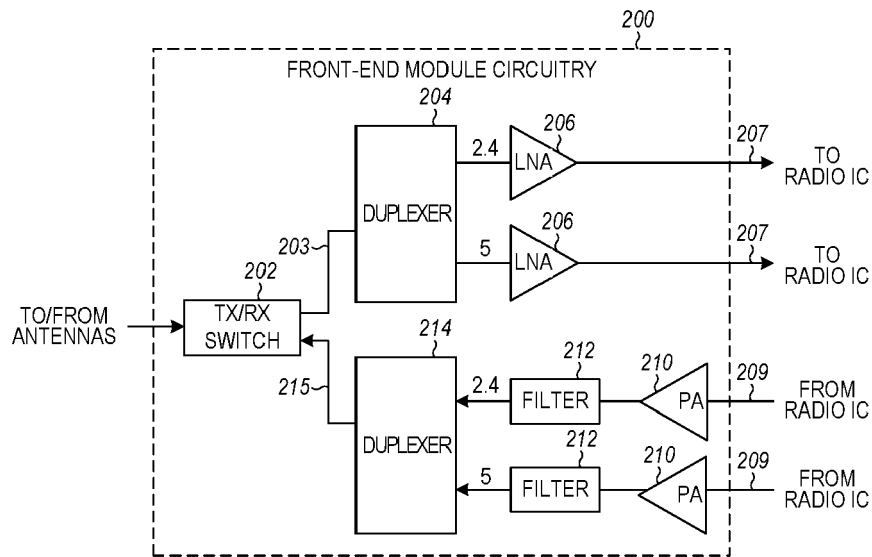 200
FRONT-END MODULE CIRCUITRY
204
206
207
2.4
LNA
TO
RADIO IC
DUPLEXER
203
206
207
5
LNA
TO
RADIO IC
202
TX/RX
SWITCH
TO/FROM
ANTENNAS
214
212
210
209
215
2.4
FILTER
PA
FROM
RADIO IC
DUPLEXER
212
210
209
5
FILTER
PA
FROM
RADIO IC